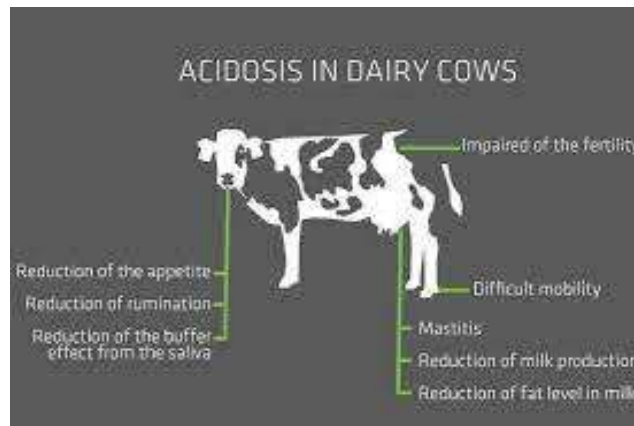 ACIDOSIS IN DAIRY COWS
Impaired of the fertility
Reduction of the appetite
Reduction of rumination
Reduction of the buffer
effect from the saliva
Difficult mobility
Mastitis
Reduction of milk production
Reduction of fat level in milk